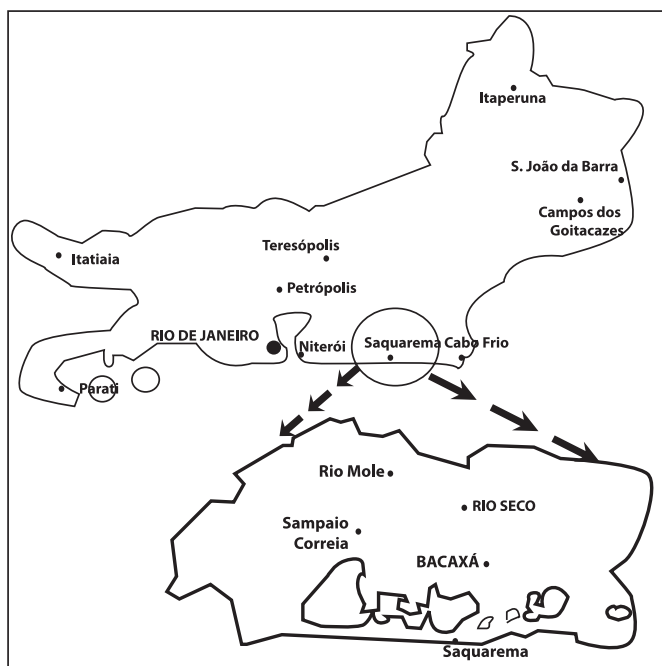 Itaperuna
S. João da Barra
Campos dos
Goitacazes
Teresópolis
Itatiaia
Petrópolis
RIO DE JANEIRO
Niterói
Saquarema
Cabo Frio
Parati
Rio Mole
RIO SECO
Sampaio
Correia
BACAXÁ
Saquarema